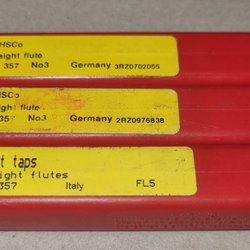 HSCo
ight flute
357 No3 Germany 3RZ0702055
HSCo
ight flute
357 No3 Germany 2RZ0976838
t taps
ight flutes
357 Italy FL5